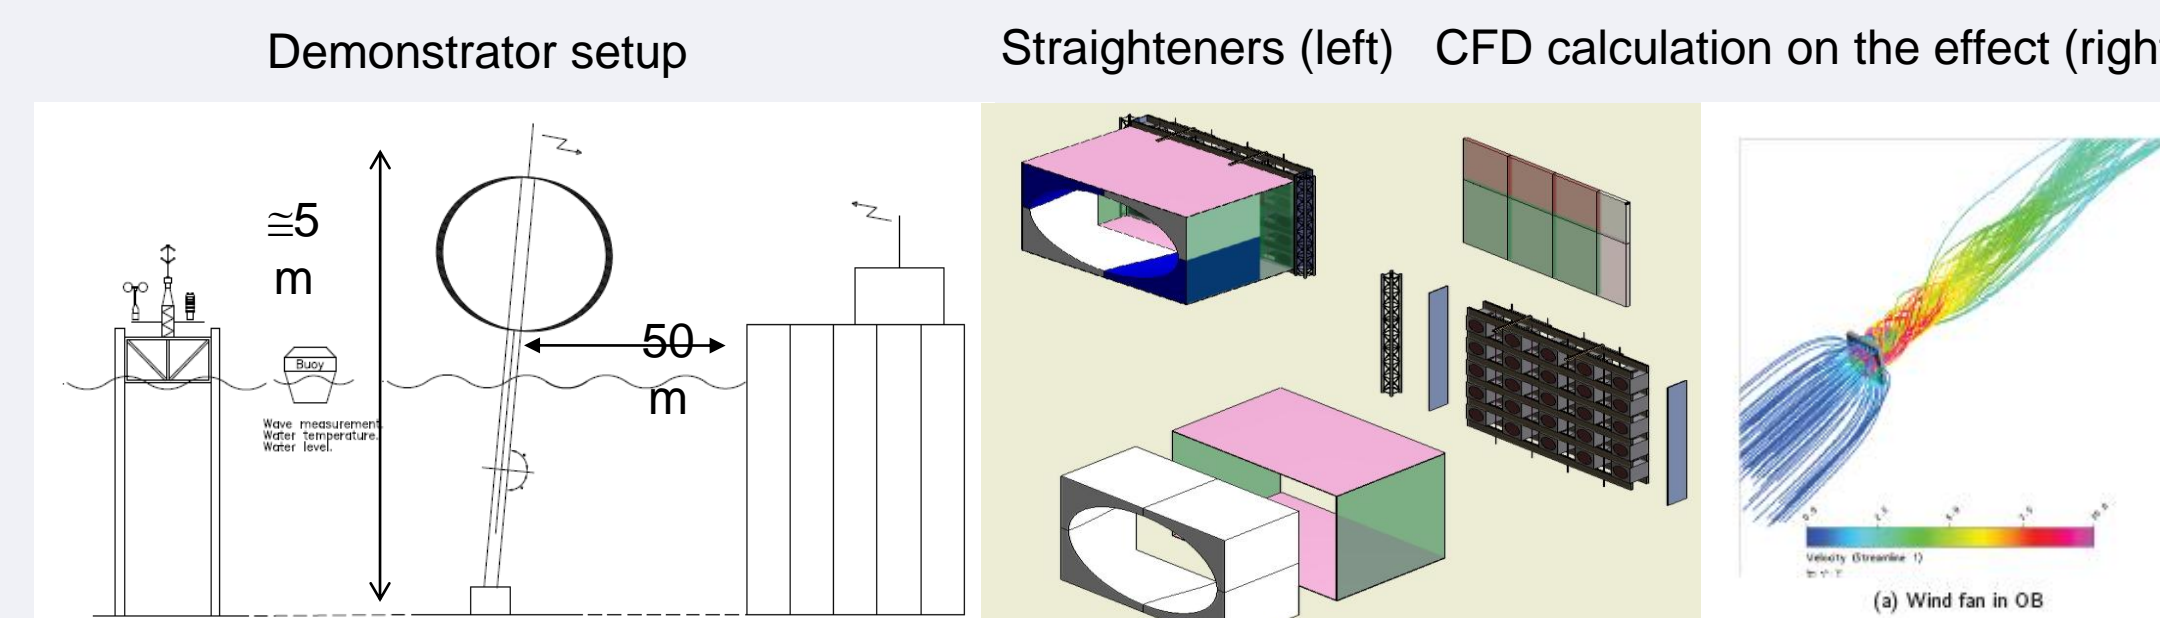 Demonstrator setup
Straighteners (left)
CFD calculation on the effect (righ
≅5
m
50
m
Buoy
Wave measurement
Water temperature.
Water level.
Velocity (Streamline 1)
(a) Wind fan in OB